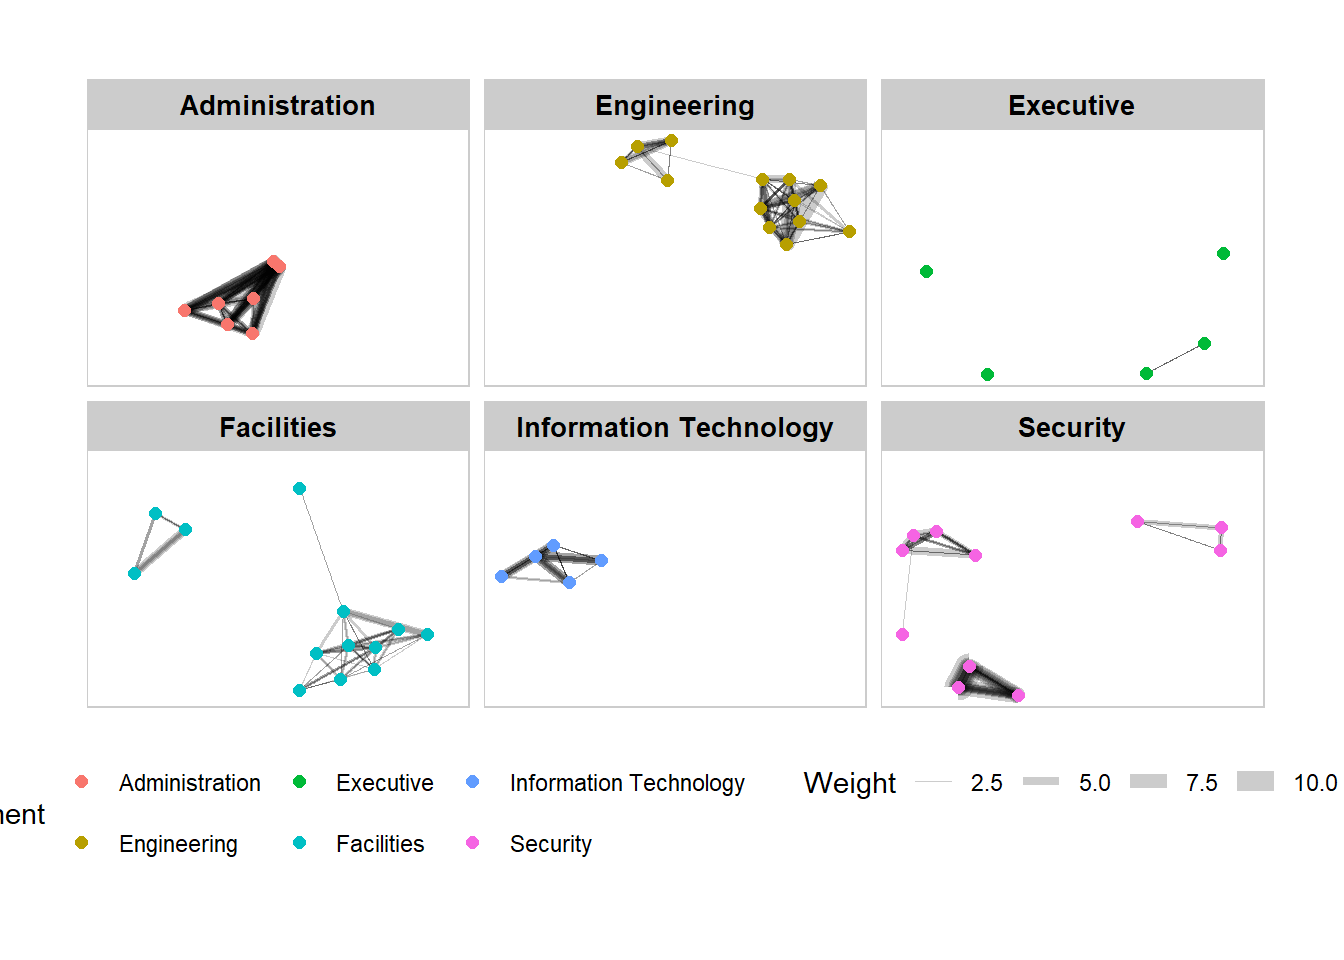 Administration
Engineering
Executive
Facilities
Information Technology
Security
Administration
Executive
Information Technology
Weight
2.5
5.0
7.5
10.0
Engineering
Facilities
Security